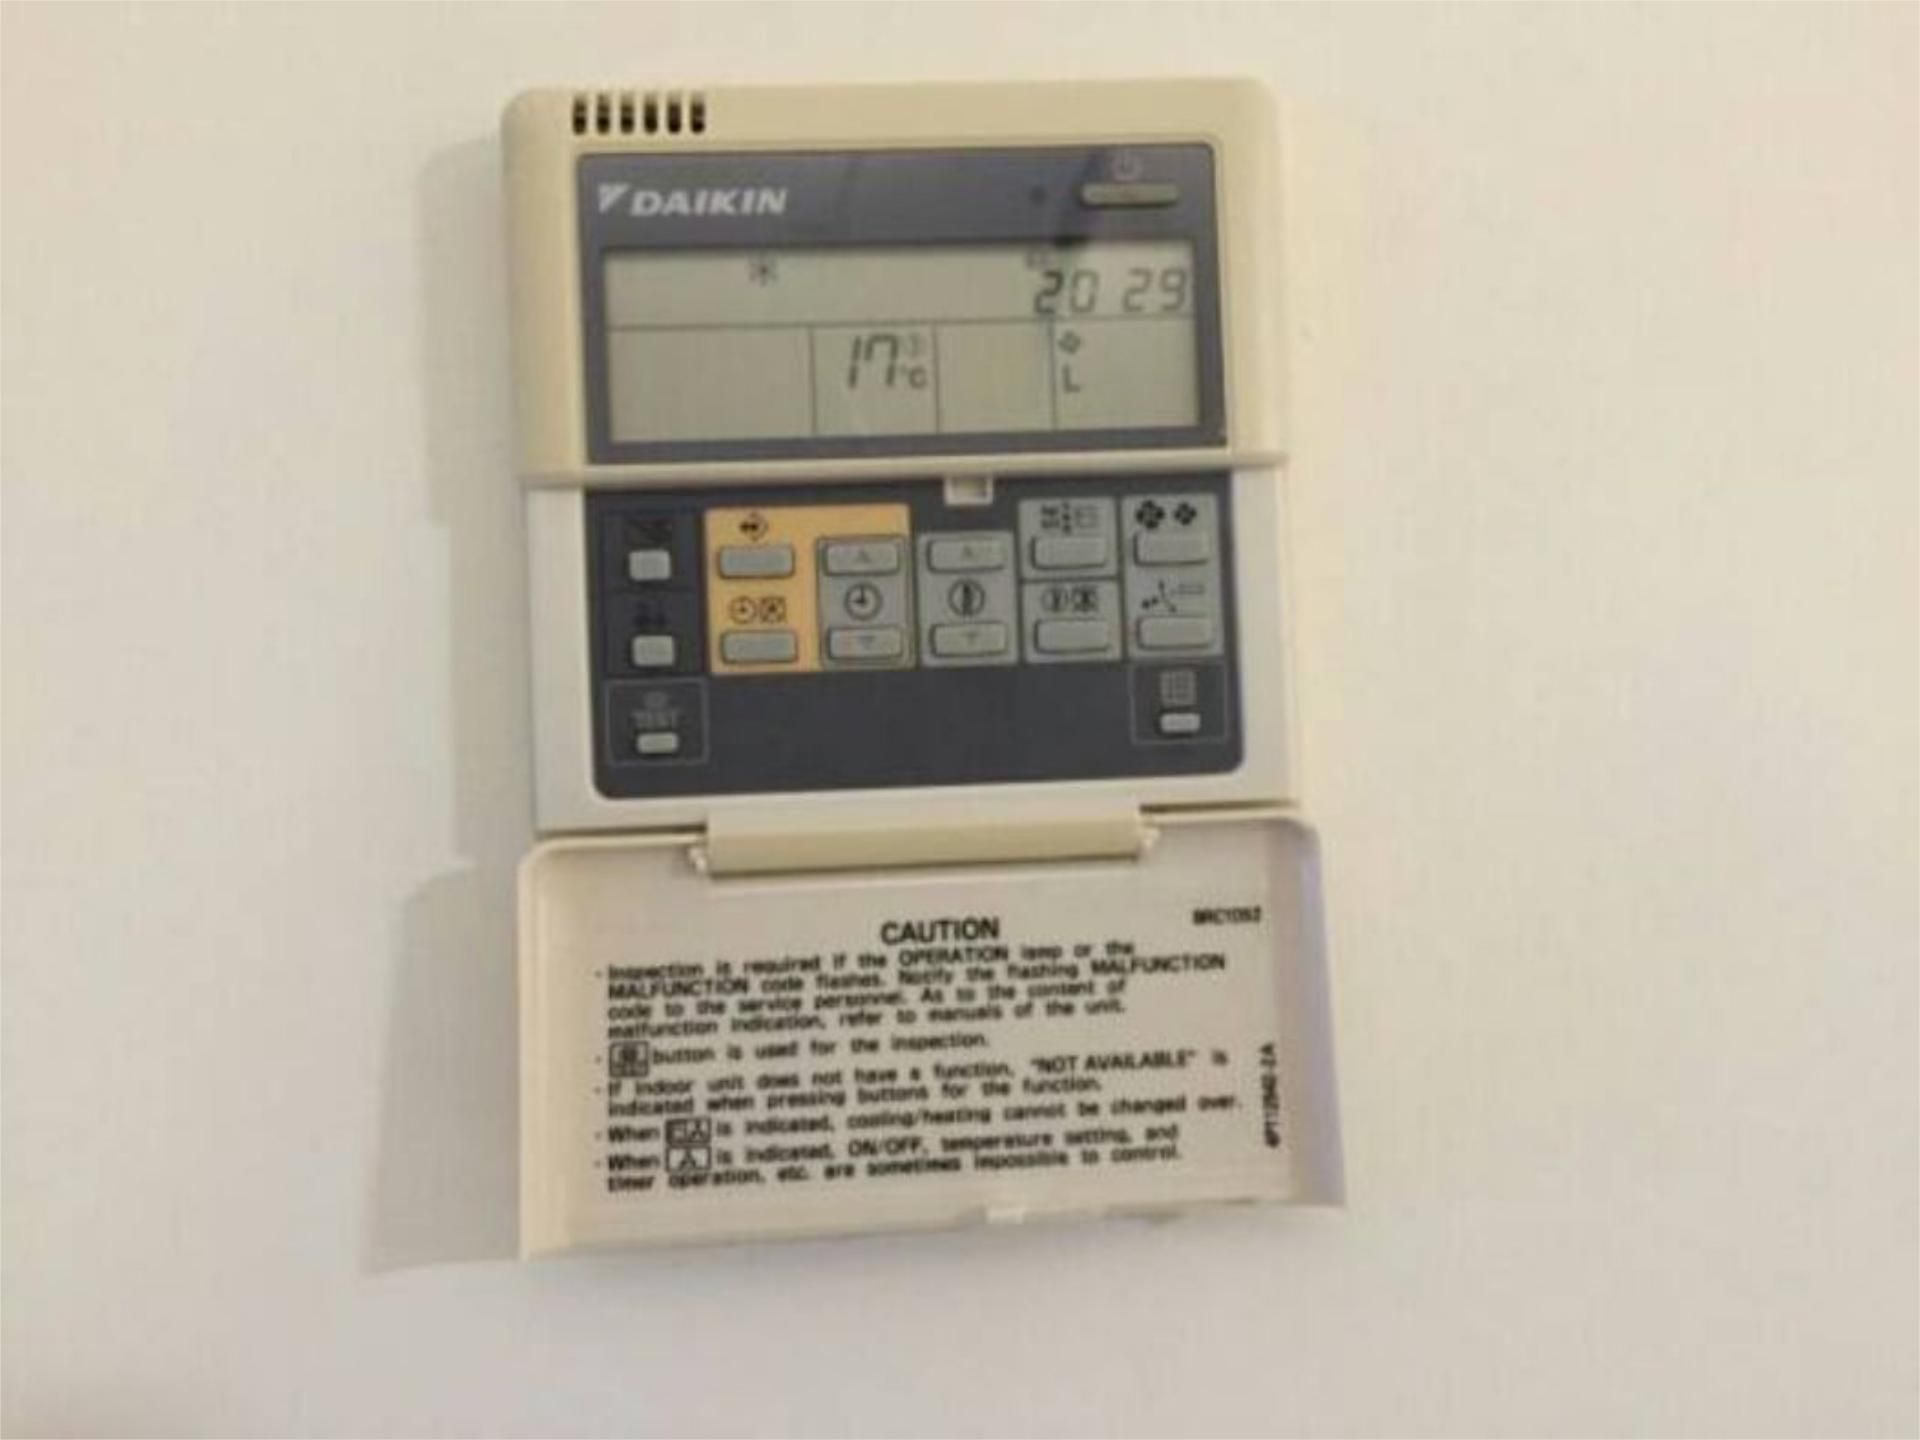 DAIKIN
20 29
17 °C
L
TEST
BRC1D52
CAUTION
· Inspection is required if the OPERATION lamp or the
MALFUNCTION code flashes. Notify the flashing MALFUNCTION
code to the service personnel. As to the content of
malfunction indication, refer to manuals of the unit.
· button is used for the inspection.
· If indoor unit does not have a function, "NOT AVAILABLE" is
indicated when pressing buttons for the function.
· When is indicated, cooling/heating cannot be changed over.
· When is indicated, ON/OFF, temperature setting, and
timer operation, etc. are sometimes impossible to control.